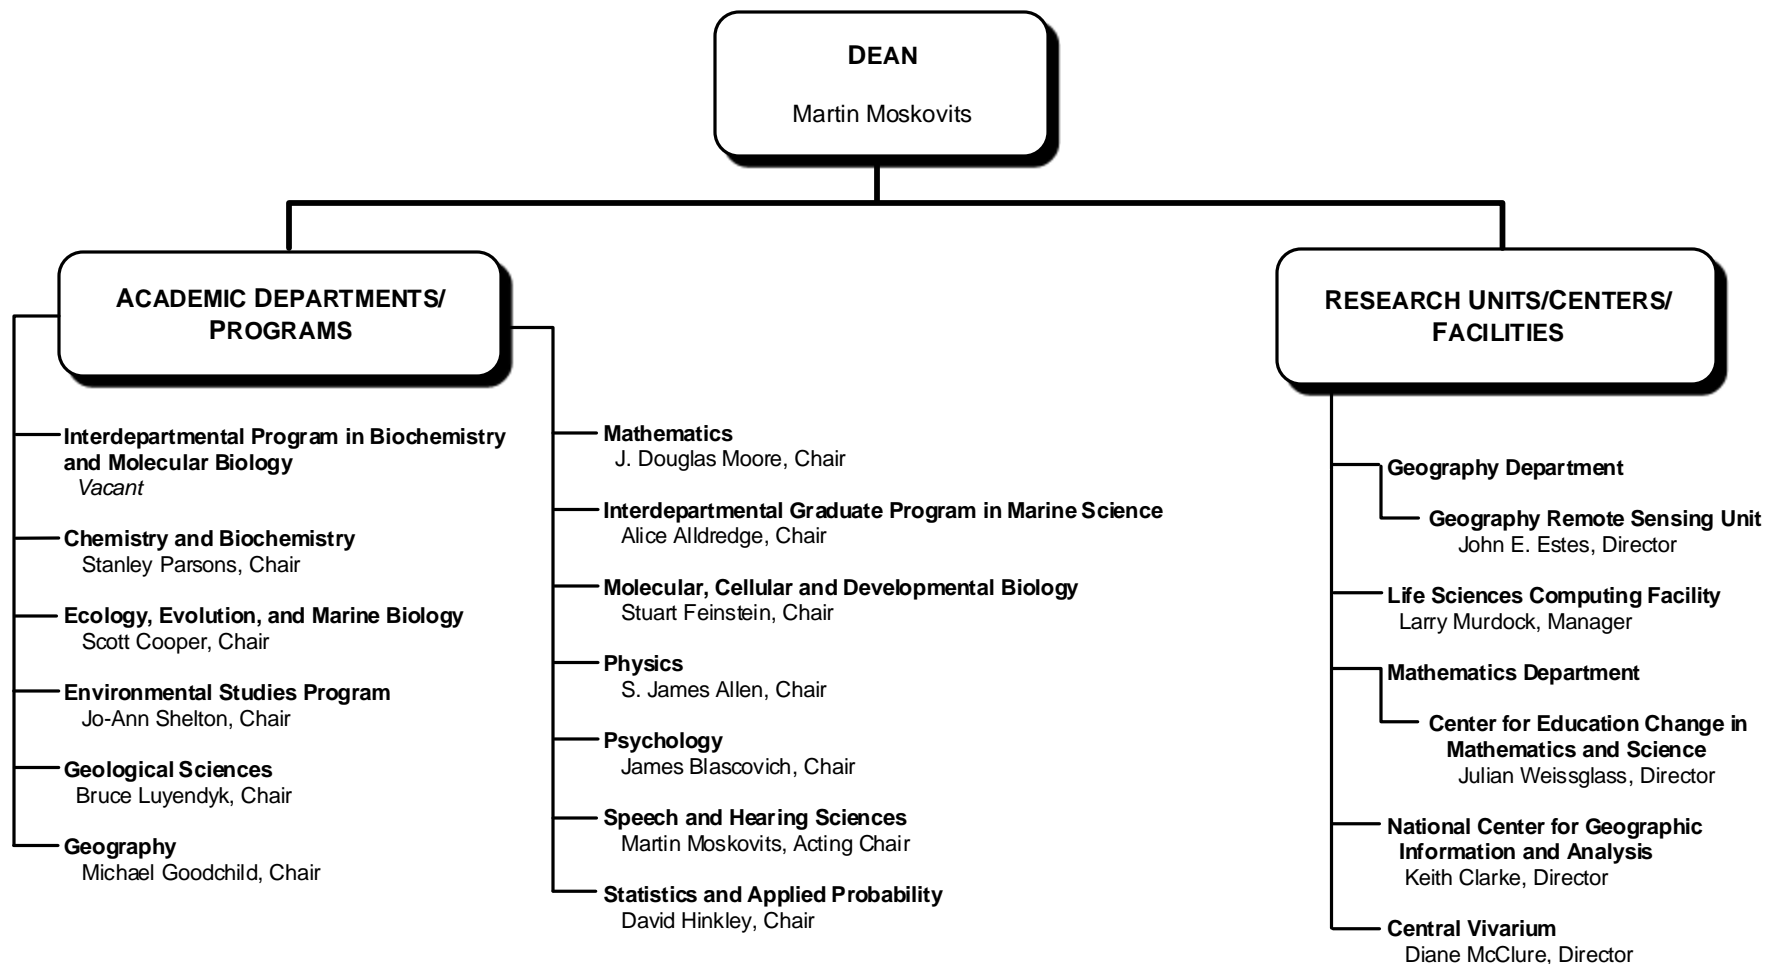 DEAN
Martin Moskovits
ACADEMIC DEPARTMENTS/
PROGRAMS
RESEARCH UNITS/CENTERS/
FACILITIES
Interdepartmental Program in Biochemistry
and Molecular Biology
Vacant
Chemistry and Biochemistry
Stanley Parsons, Chair
Ecology, Evolution, and Marine Biology
Scott Cooper, Chair
Environmental Studies Program
Jo-Ann Shelton, Chair
Geological Sciences
Bruce Luyendyk, Chair
Geography
Michael Goodchild, Chair
Mathematics
J. Douglas Moore, Chair
Interdepartmental Graduate Program in Marine Science
Alice Alldredge, Chair
Molecular, Cellular and Developmental Biology
Stuart Feinstein, Chair
Physics
S. James Allen, Chair
Psychology
James Blascovich, Chair
Speech and Hearing Sciences
Martin Moskovits, Acting Chair
Statistics and Applied Probability
David Hinkley, Chair
Geography Department
Geography Remote Sensing Unit
John E. Estes, Director
Life Sciences Computing Facility
Larry Murdock, Manager
Mathematics Department
Center for Education Change in
Mathematics and Science
Julian Weissglass, Director
National Center for Geographic
Information and Analysis
Keith Clarke, Director
Central Vivarium
Diane McClure, Director